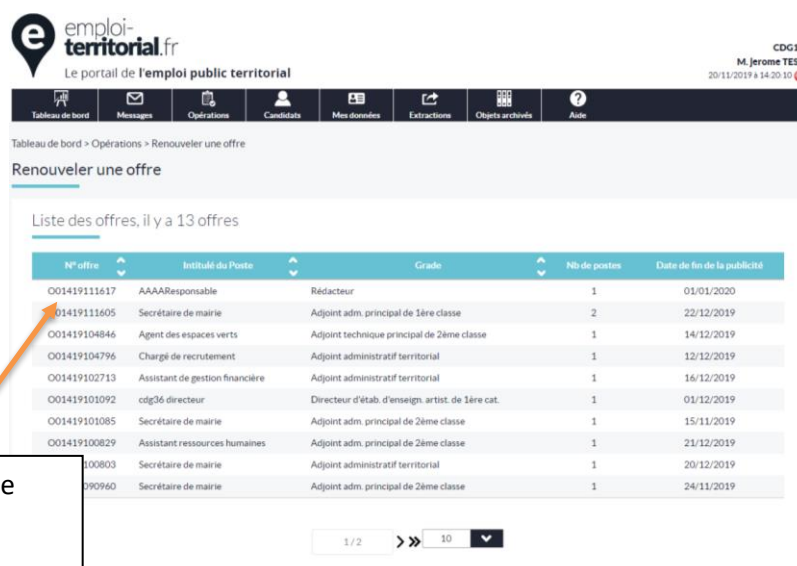 emploi-
territorial.fr
Le portail de l'emploi public territorial
CDG1
M. jerome TES
20/11/2019 à 14:20:10
Tableau de bord Messages Opérations Candidats Mes données Extractions Objets archivés Aide
Tableau de bord > Opérations > Renouveler une offre
Renouveler une offre
Liste des offres, il y a 13 offres
N° offre Intitulé du Poste Grade Nb de postes Date de fin de la publicité
O01419111617 AAAAResponsable Rédacteur 1 01/01/2020
O01419111605 Secrétaire de mairie Adjoint adm. principal de 1ère classe 2 22/12/2019
O01419104846 Agent des espaces verts Adjoint technique principal de 2ème classe 1 14/12/2019
O01419104796 Chargé de recrutement Adjoint administratif territorial 1 12/12/2019
O01419102713 Assistant de gestion financière Adjoint administratif territorial 1 16/12/2019
O01419101092 cdg36 directeur Directeur d'étab. d'enseign. artist. de 1ère cat. 1 01/12/2019
O01419101085 Secrétaire de mairie Adjoint adm. principal de 2ème classe 1 15/11/2019
O01419100829 Assistant ressources humaines Adjoint adm. principal de 2ème classe 1 21/12/2019
100803 Secrétaire de mairie Adjoint administratif territorial 1 20/12/2019
090960 Secrétaire de mairie Adjoint adm. principal de 2ème classe 1 24/11/2019
e
1 / 2 10